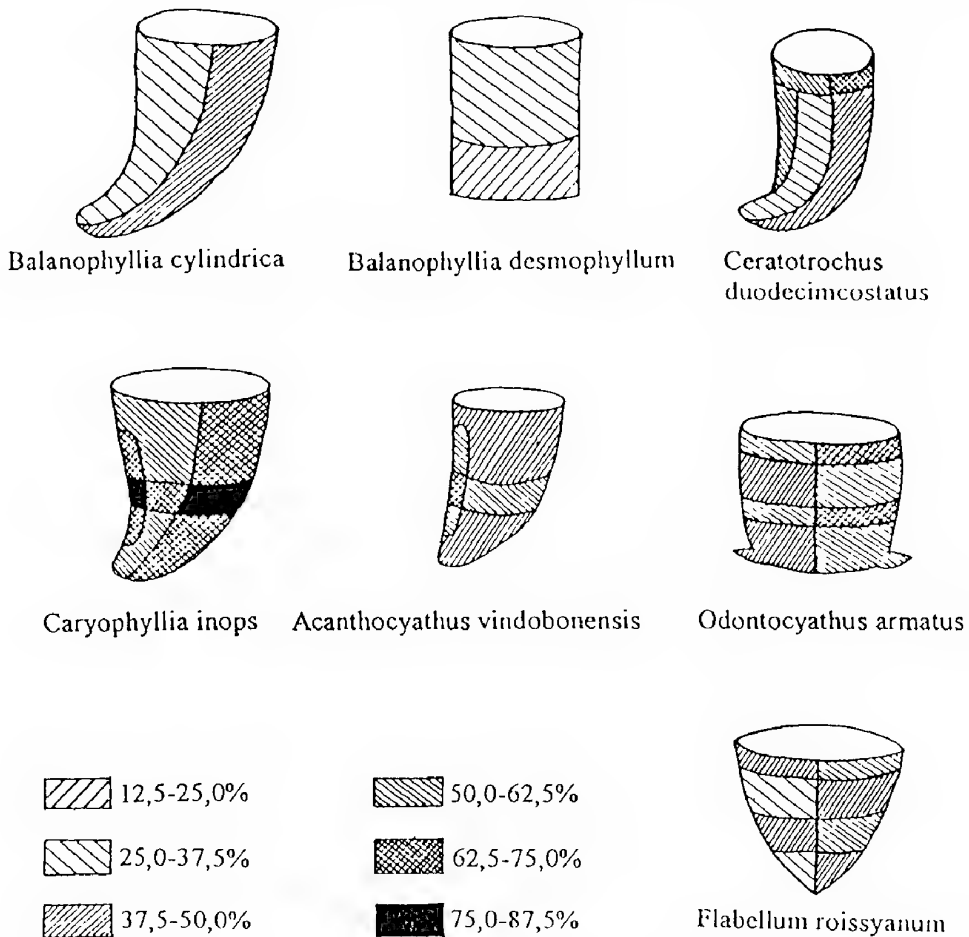 Balanophyllia cylindrica
Balanophyllia desmophyllum
Ceratotrochus
duodecimcostatus
Caryophyllia inops
Acanthocyathus vindobonensis
Odontocyathus armatus
12,5-25,0%
50,0-62,5%
25,0-37,5%
62,5-75,0%
37,5-50,0%
75,0-87,5%
Flabellum roissyanum